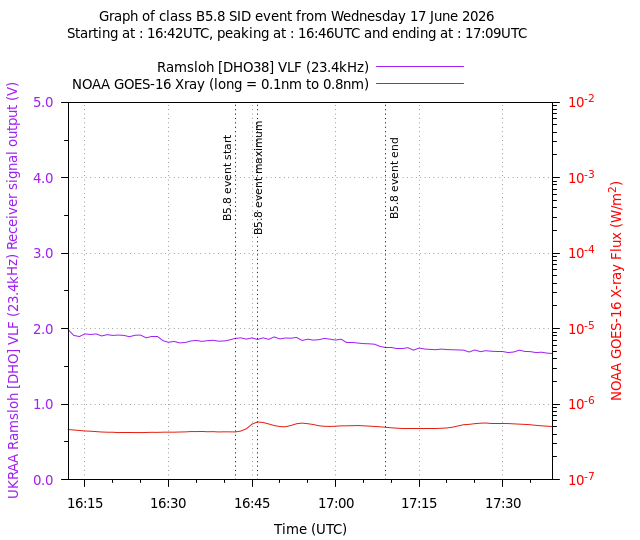 Graph of class B5.8 SID event from Wednesday 17 June 2026
Starting at : 16:42UTC, peaking at : 16:46UTC and ending at : 17:09UTC
Ramsloh [DHO38] VLF (23.4kHz)
NOAA GOES-16 Xray (long = 0.1nm to 0.8nm)
5.0
4.0
3.0
2.0
1.0
0.0
UKRAA Ramsloh [DHO] VLF (23.4kHz) Receiver signal output (V)
B5.8 event start
B5.8 event maximum
B5.8 event end
10-2
10-3
10-4
10-5
10-6
10-7
NOAA GOES-16 X-ray Flux (W/m2)
16:15 16:30 16:45 17:00 17:15 17:30
Time (UTC)